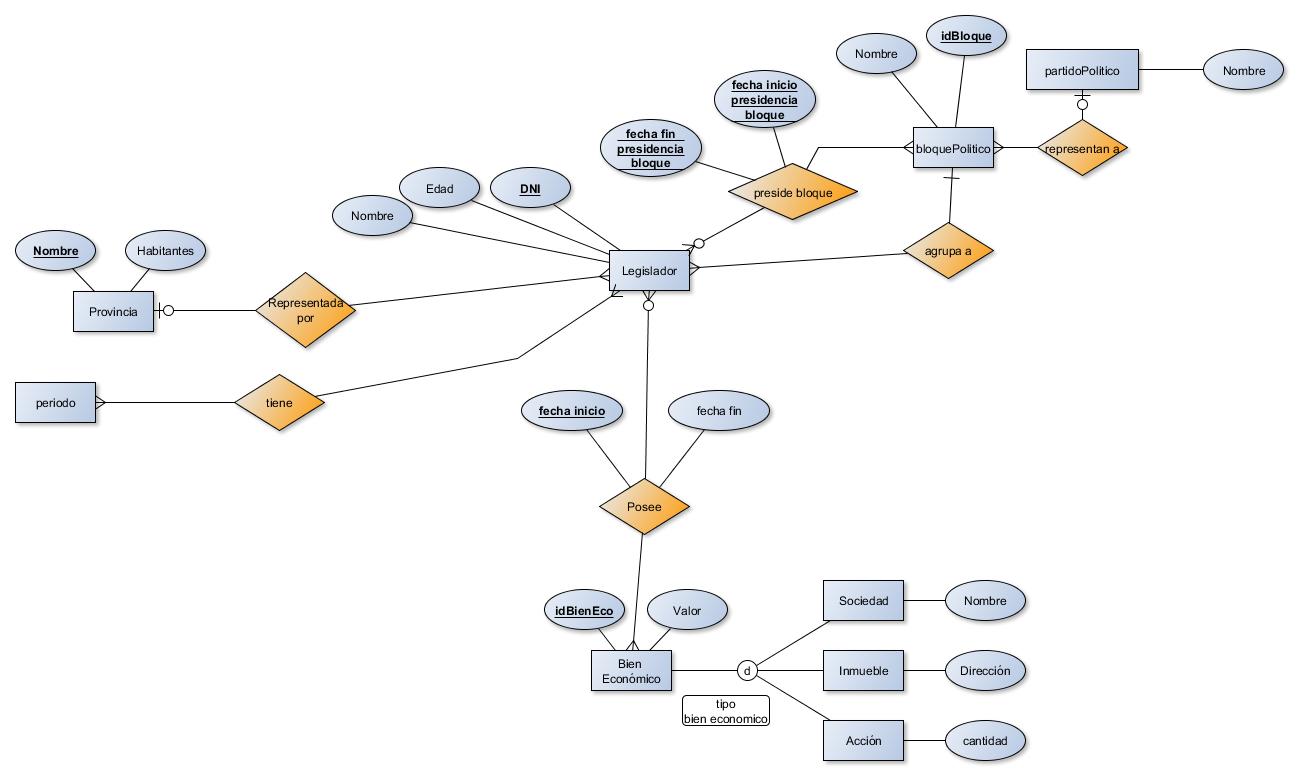 idBloque
Nombre
partidoPolitico
Nombre
fecha inicio
presidencia
bloque
fecha fin
presidencia
bloque
bloquePolitico
representan a
preside bloque
DNI
Edad
Nombre
Nombre
Habitantes
agrupa a
Legislador
Representada
por
Provincia
periodo
tiene
fecha inicio
fecha fin
Posee
idBienEco
Valor
Sociedad
Nombre
Bien
Económico
d
Inmueble
Dirección
tipo
bien economico
Acción
cantidad